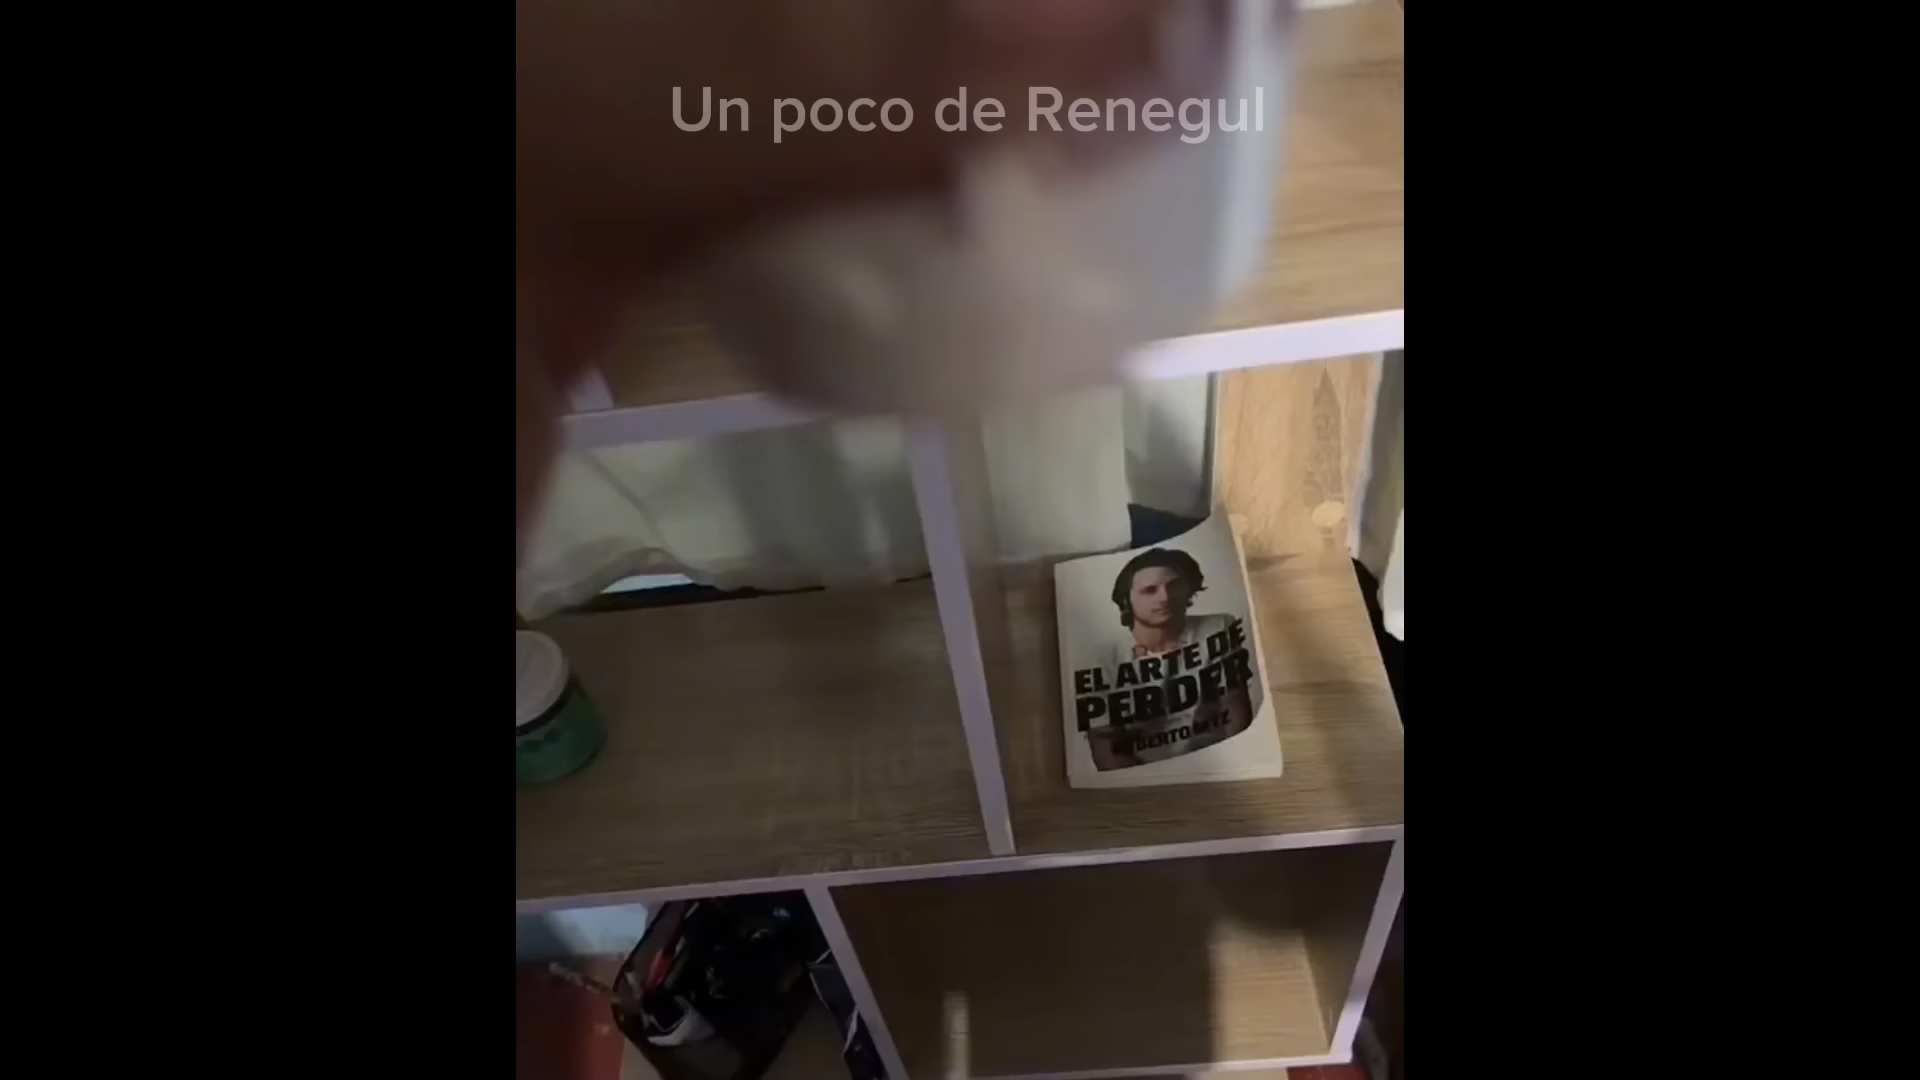 Un poco de Renegul
EL ARTE DE
PERDER